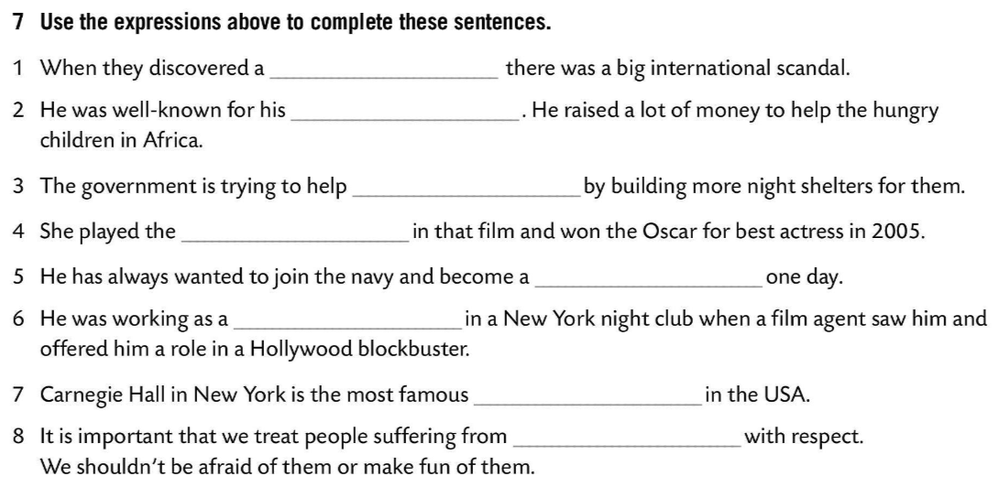 7 Use the expressions above to complete these sentences.
1 When they discovered a ____________________ there was a big international scandal.
2 He was well-known for his ____________________. He raised a lot of money to help the hungry
children in Africa.
3 The government is trying to help ____________________ by building more night shelters for them.
4 She played the ____________________ in that film and won the Oscar for best actress in 2005.
5 He has always wanted to join the navy and become a ____________________ one day.
6 He was working as a ____________________ in a New York night club when a film agent saw him and
offered him a role in a Hollywood blockbuster.
7 Carnegie Hall in New York is the most famous ____________________ in the USA.
8 It is important that we treat people suffering from ____________________ with respect.
We shouldn't be afraid of them or make fun of them.